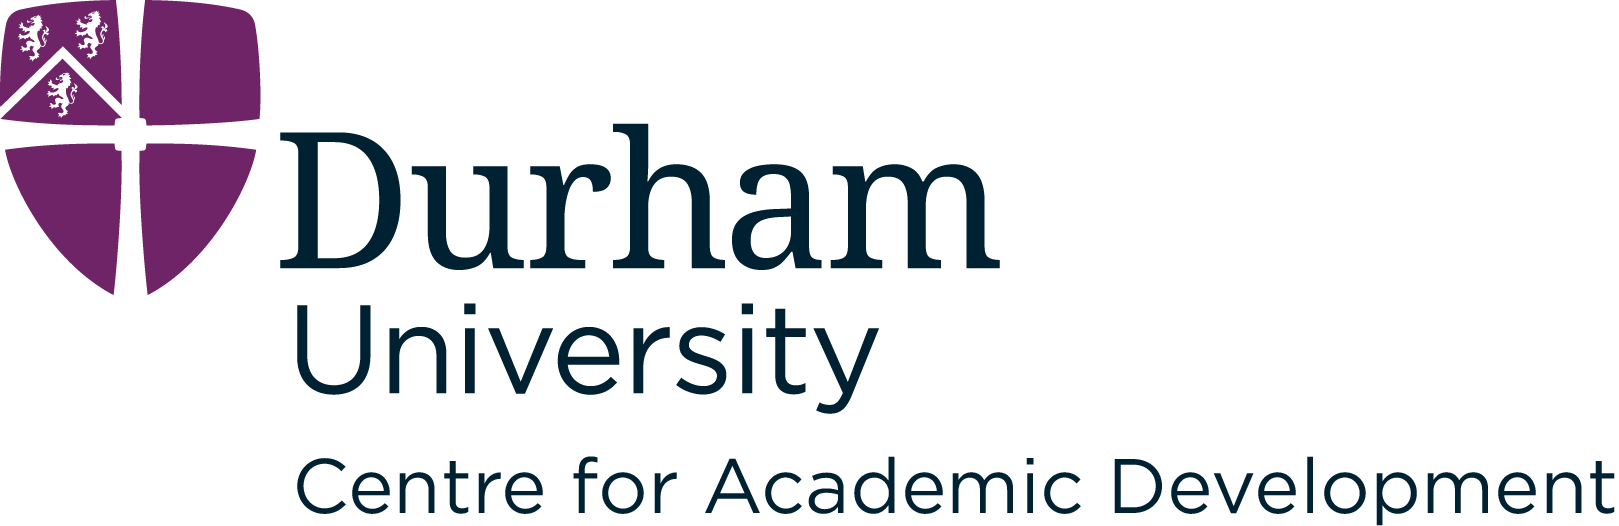 Durham
University
Centre for Academic Development